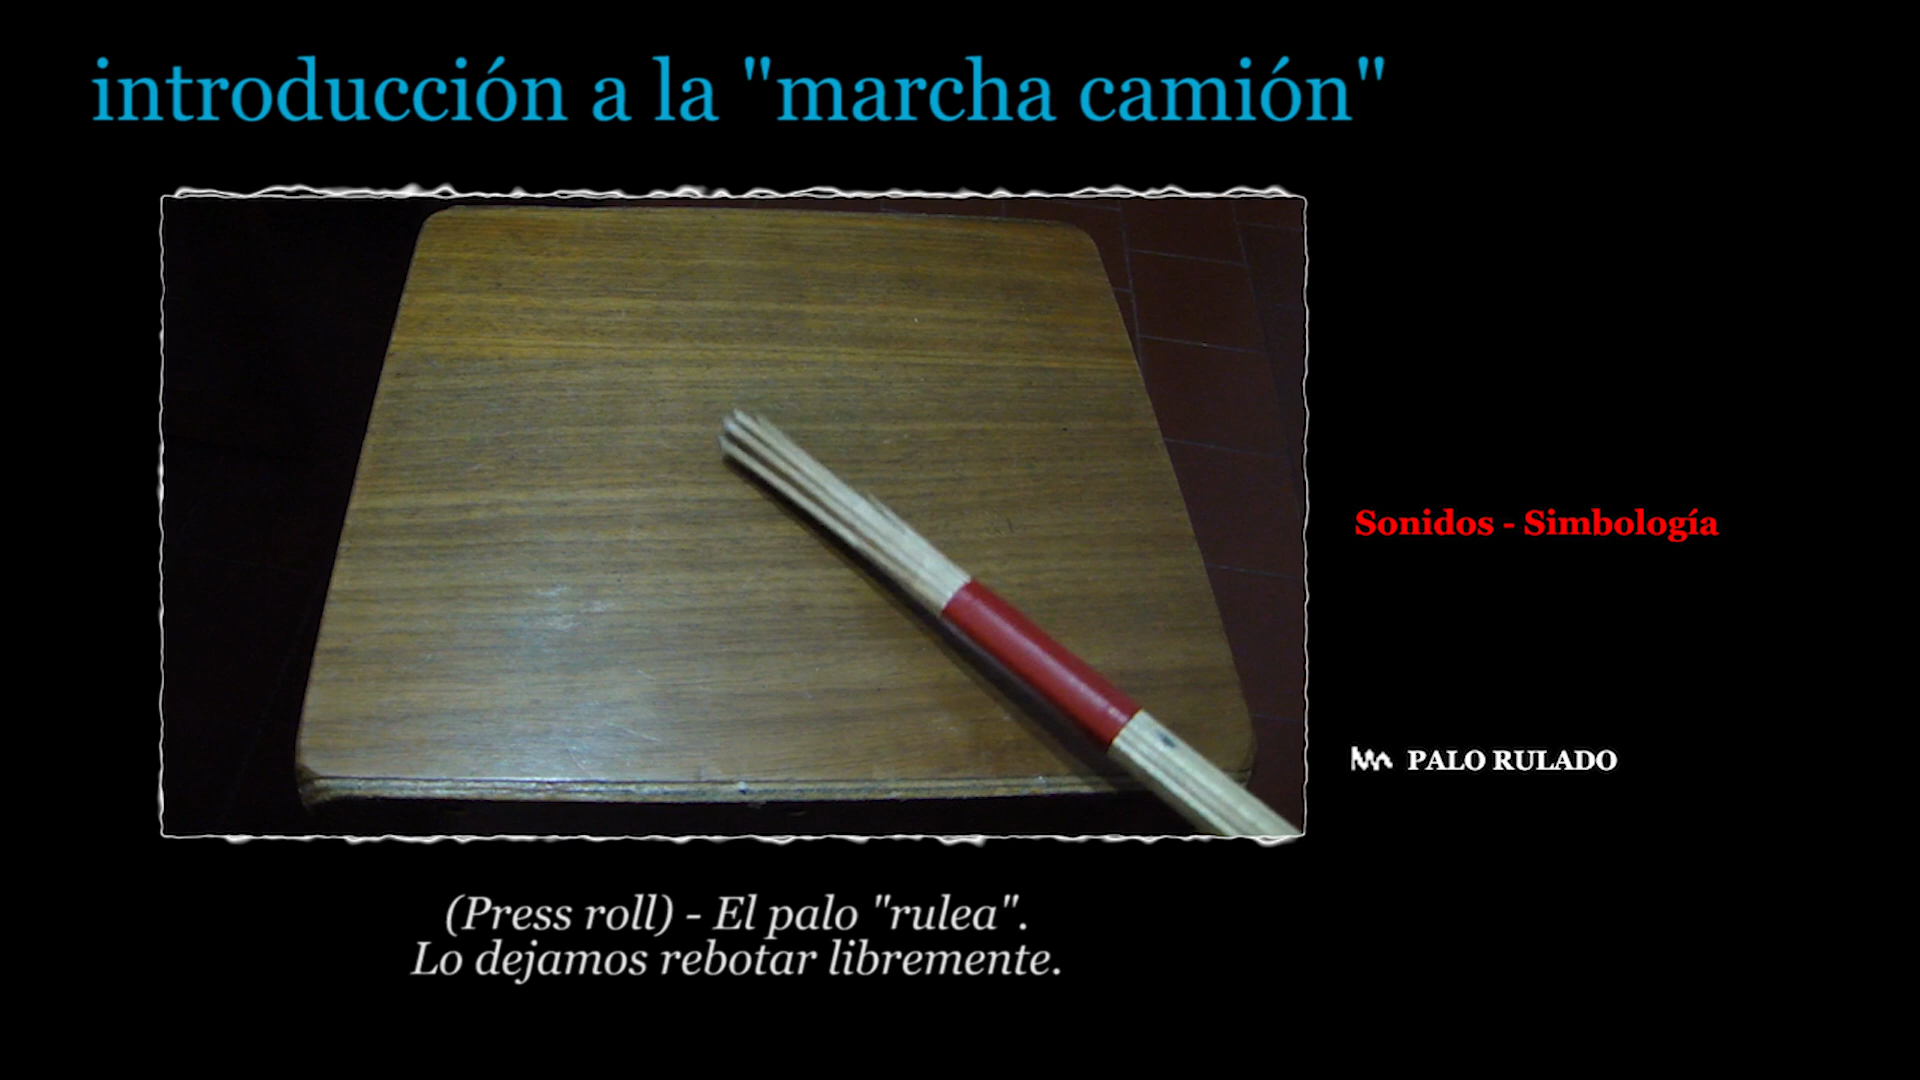 introducción a la "marcha camión"
Sonidos - Simbología
PALO RULADO
(Press roll) - El palo "rulea".
Lo dejamos rebotar libremente.